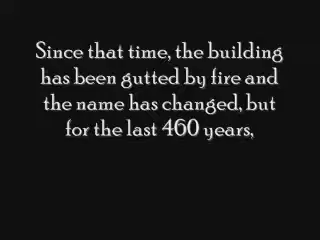 Since that time, the building
has been gutted by fire and
the name has changed, but
for the last 460 years,